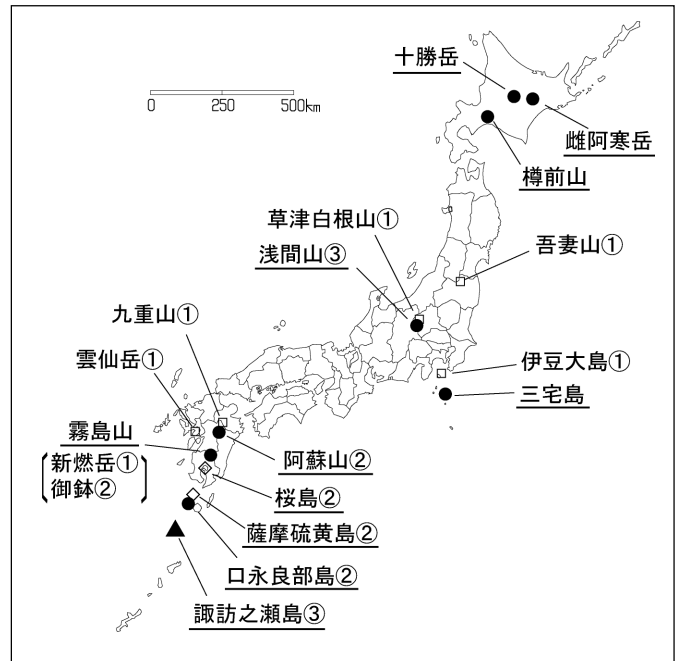 十勝岳
0 250 500km
雌阿寒岳
樽前山
草津白根山①
吾妻山①
浅間山③
九重山①
雲仙岳①
伊豆大島①
三宅島
霧島山
新燃岳①
御鉢②
阿蘇山②
桜島②
薩摩硫黄島②
口永良部島②
諏訪之瀬島③